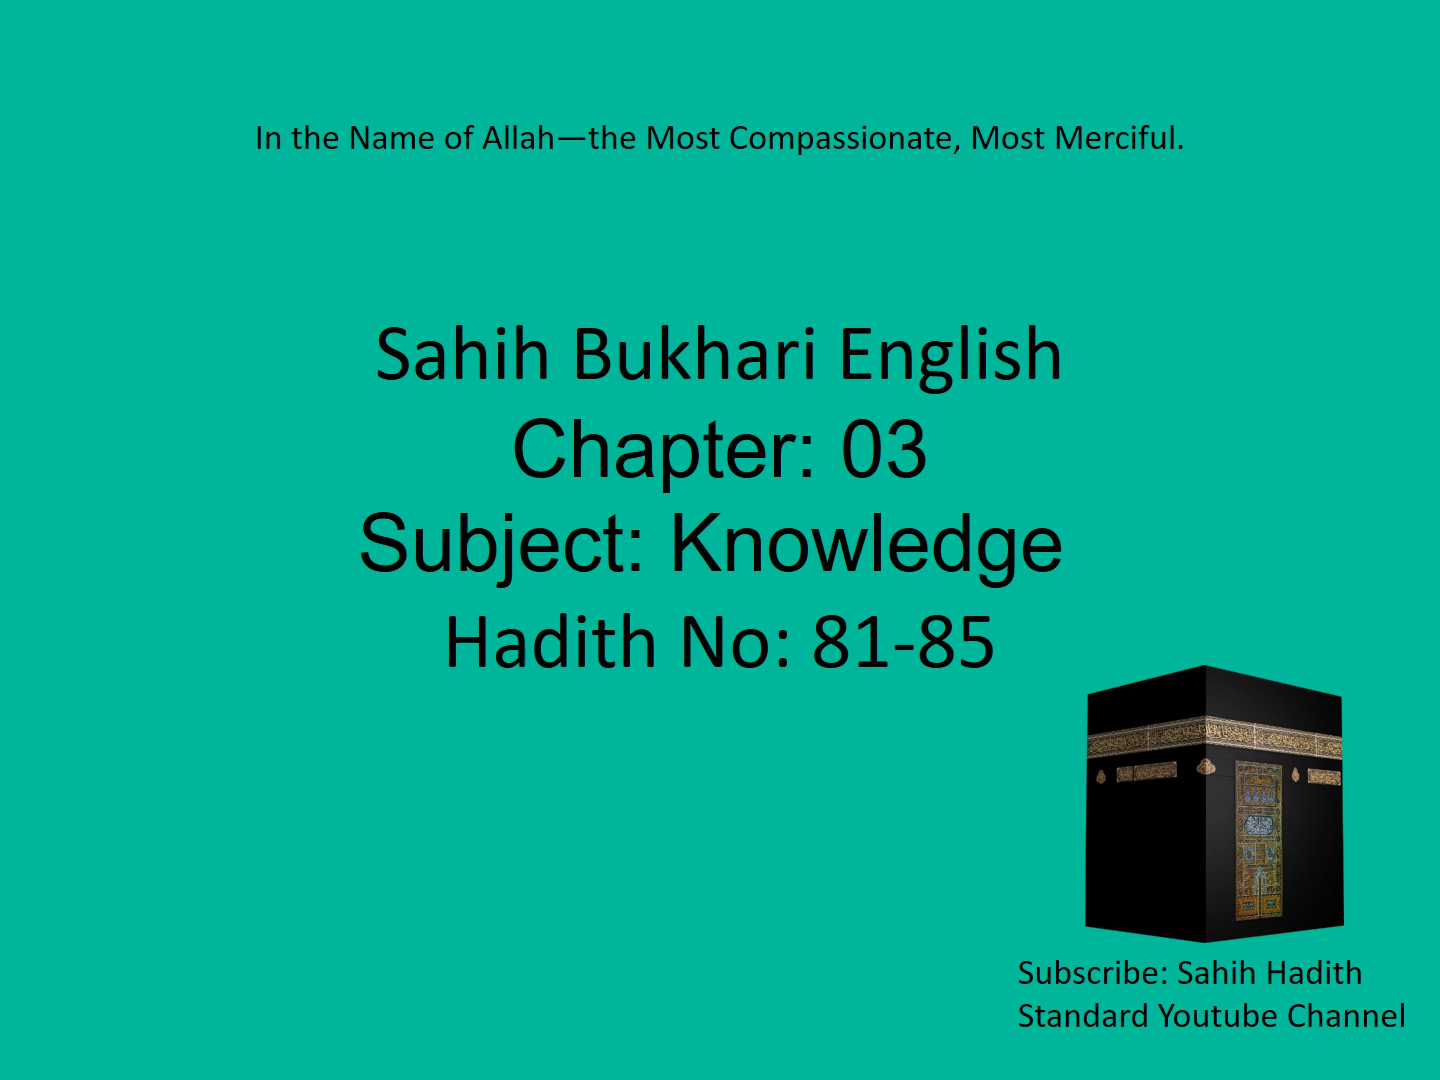 In the Name of Allah—the Most Compassionate, Most Merciful.
Sahih Bukhari English
Chapter: 03
Subject: Knowledge
Hadith No: 81-85
Subscribe: Sahih Hadith
Standard Youtube Channel